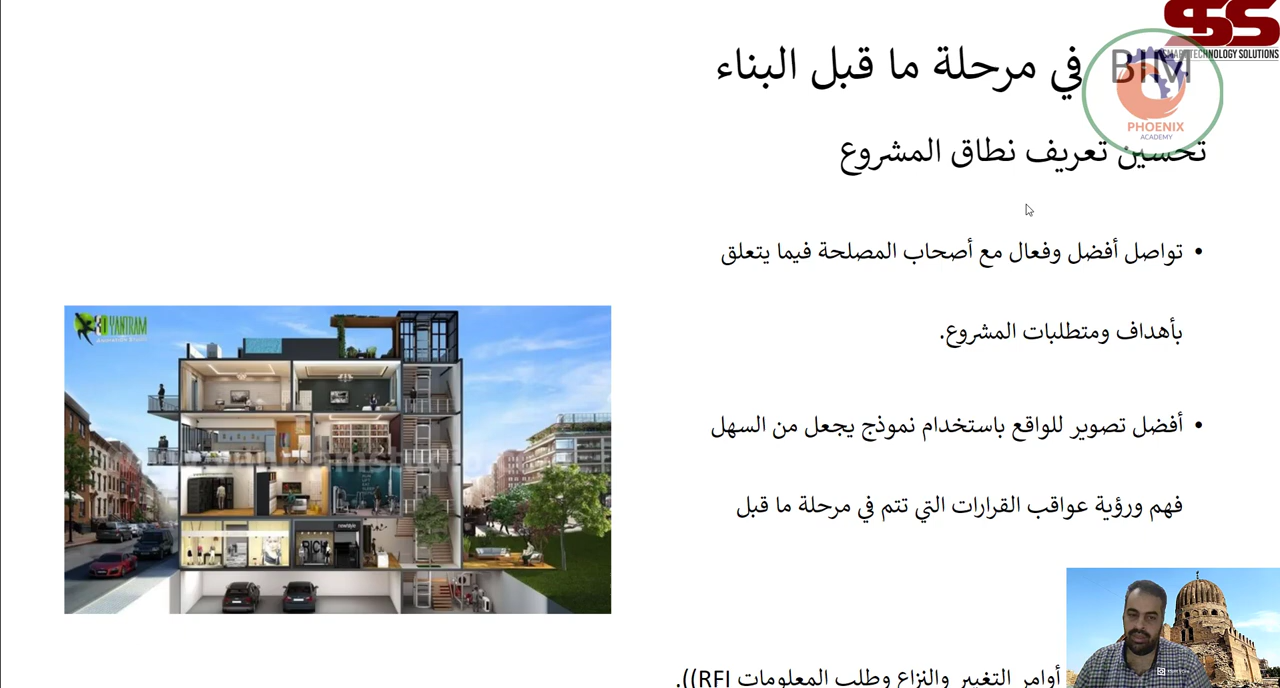 SMART TECHNOLOGY SOLUTIONS
BIM في مرحلة ما قبل البناء
PHOENIX
ACADEMY
تحسين تعريف نطاق المشروع
• تواصل أفضل وفعال مع أصحاب المصلحة فيما يتعلق
بأهداف ومتطلبات المشروع.
• أفضل تصوير للواقع باستخدام نموذج يجعل من السهل
فهم ورؤية عواقب القرارات التي تتم في مرحلة ما قبل
أوامر التغيير والنزاع وطلب المعلومات RFI)).
YANTRAM